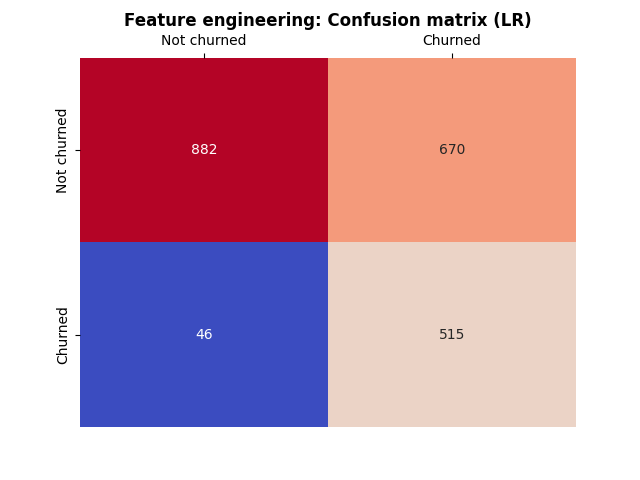 Feature engineering: Confusion matrix (LR)
Not churned
Churned
Not churned
882
670
Churned
46
515